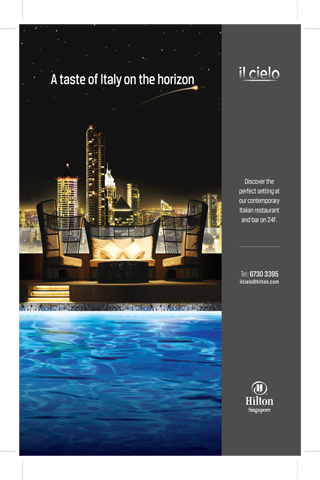 A taste of Italy on the horizon
il cielo
Discover the
perfect setting at
our contemporary
Italian restaurant
and bar on 24F.
Tel: 6730 3395
ilcielo@hilton.com
Hilton
Singapore